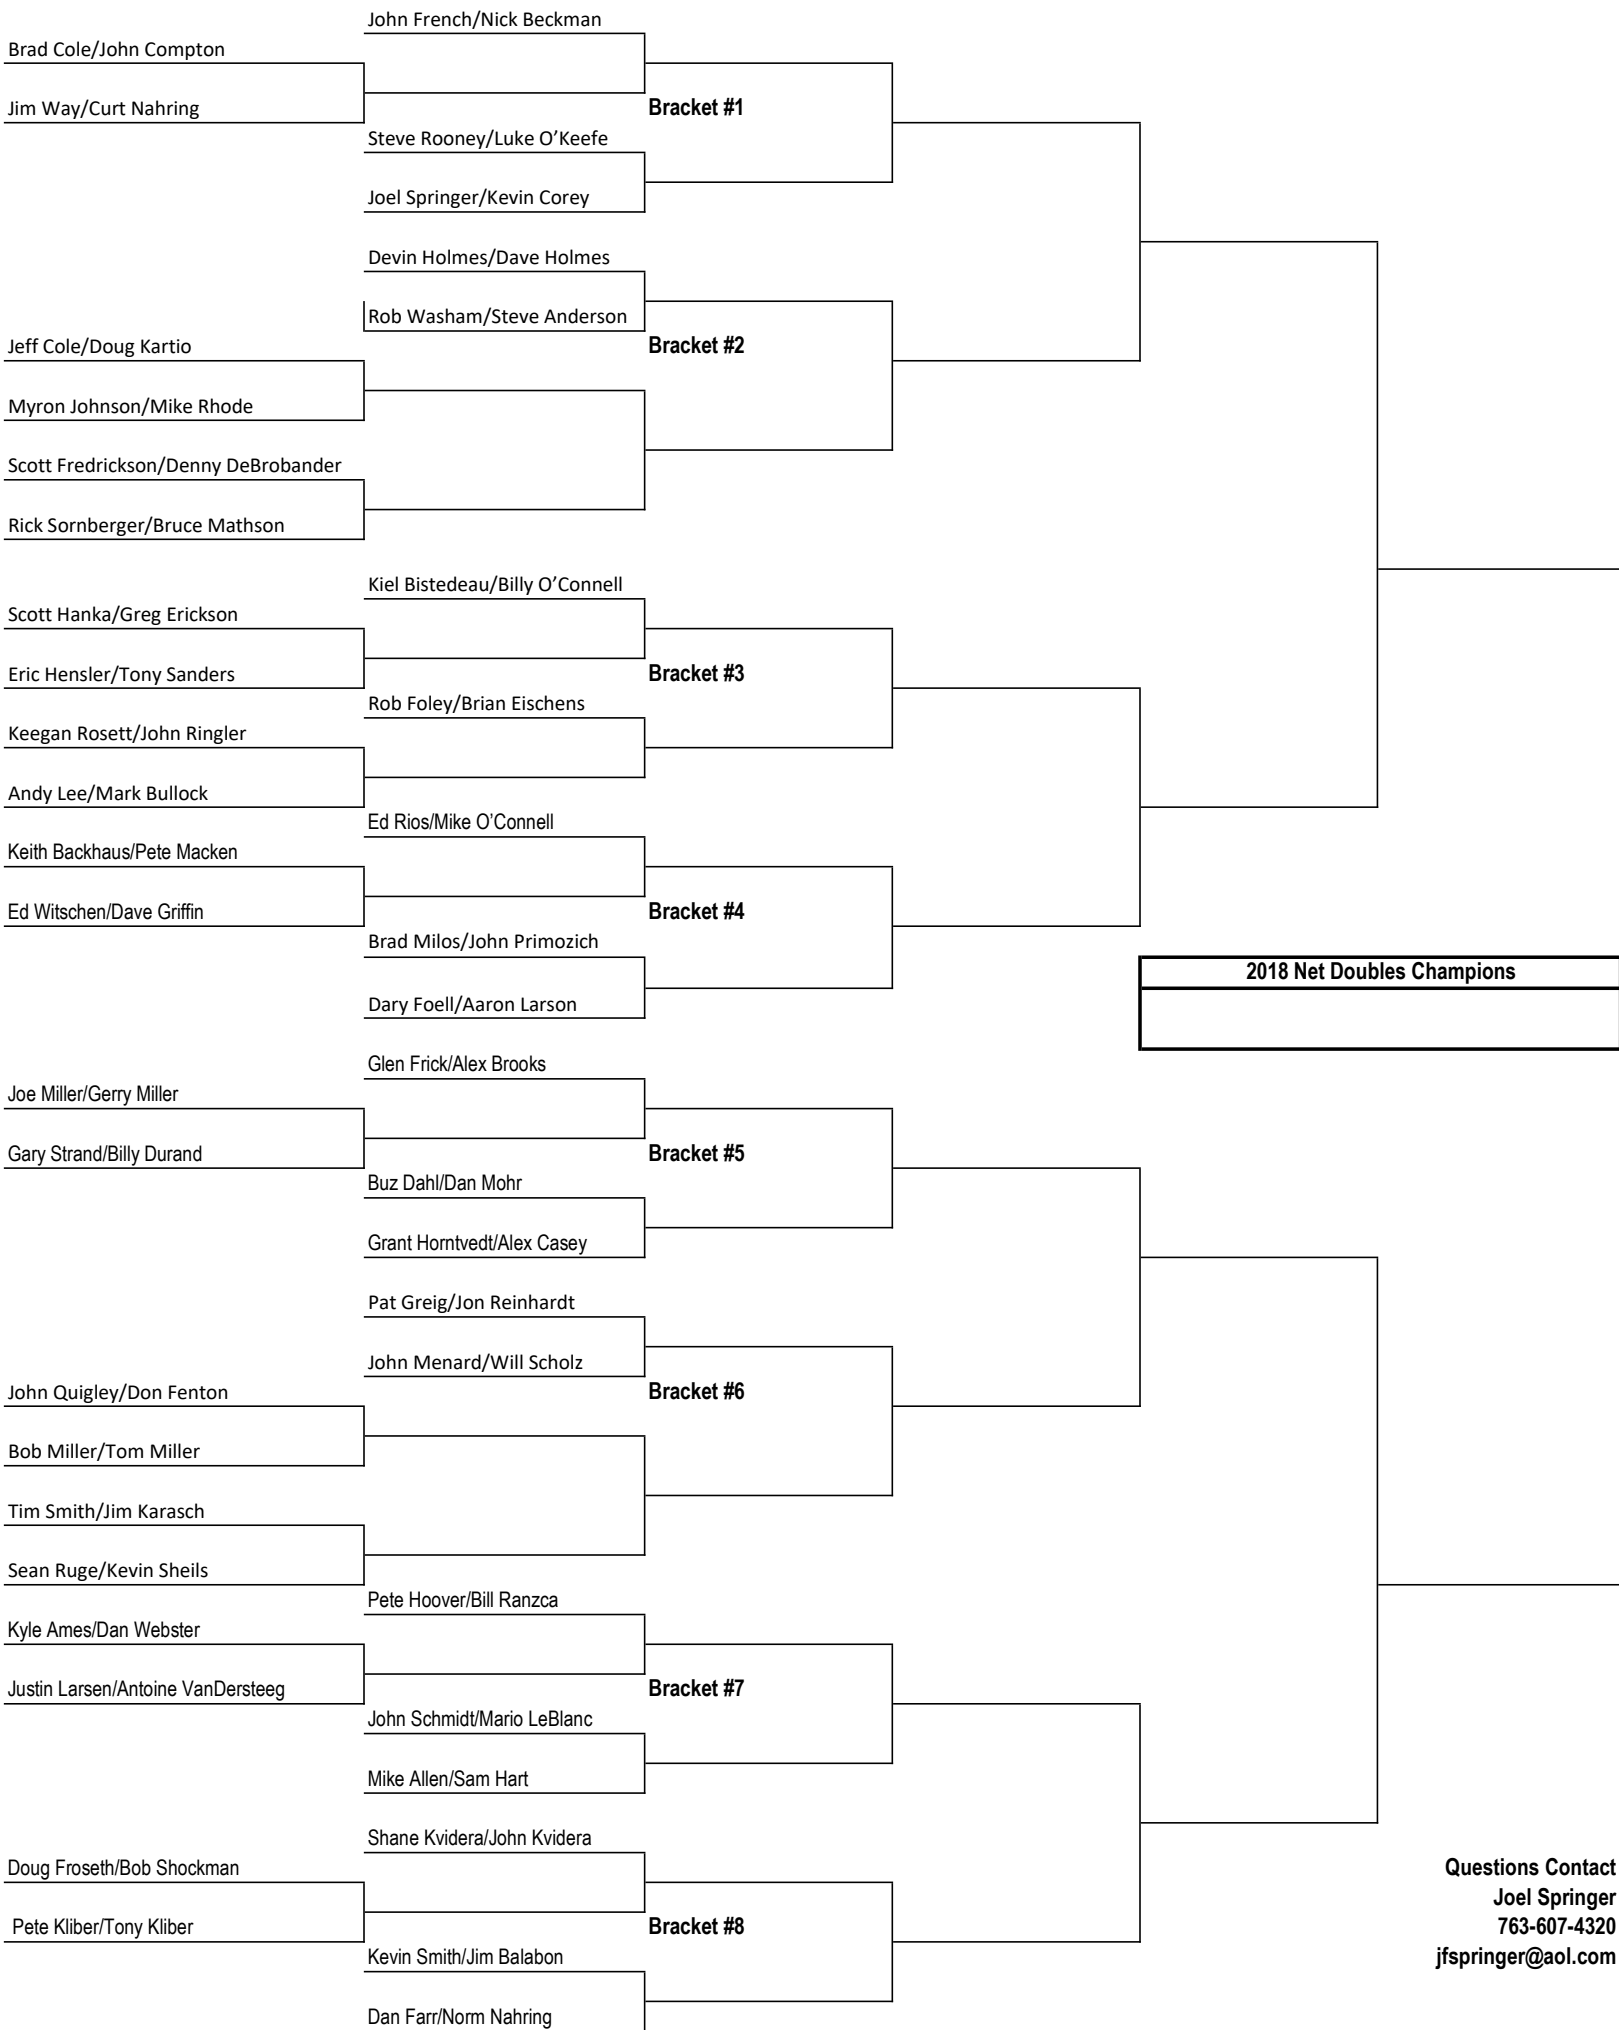 John French/Nick Beckman
Brad Cole/John Compton
Jim Way/Curt Nahring
Bracket #1
Steve Rooney/Luke O’Keefe
Joel Springer/Kevin Corey
Devin Holmes/Dave Holmes
Rob Washam/Steve Anderson
Jeff Cole/Doug Kartio
Bracket #2
Myron Johnson/Mike Rhode
Scott Fredrickson/Denny DeBrobander
Rick Sornberger/Bruce Mathson
Kiel Bistedeau/Billy O’Connell
Scott Hanka/Greg Erickson
Eric Hensler/Tony Sanders
Bracket #3
Rob Foley/Brian Eischens
Keegan Rosett/John Ringler
Andy Lee/Mark Bullock
Ed Rios/Mike O’Connell
Keith Backhaus/Pete Macken
Ed Witschen/Dave Griffin
Bracket #4
Brad Milos/John Primozich
2018 Net Doubles Champions
Dary Foell/Aaron Larson
Glen Frick/Alex Brooks
Joe Miller/Gerry Miller
Gary Strand/Billy Durand
Bracket #5
Buz Dahl/Dan Mohr
Grant Horntvedt/Alex Casey
Pat Greig/Jon Reinhardt
John Menard/Will Scholz
John Quigley/Don Fenton
Bracket #6
Bob Miller/Tom Miller
Tim Smith/Jim Karasch
Sean Ruge/Kevin Sheils
Pete Hoover/Bill Ranzca
Kyle Ames/Dan Webster
Justin Larsen/Antoine VanDersteeg
Bracket #7
John Schmidt/Mario LeBlanc
Mike Allen/Sam Hart
Shane Kvidera/John Kvidera
Doug Froseth/Bob Shockman
Questions Contact
Joel Springer
Pete Kliber/Tony Kliber
Bracket #8
763-607-4320
Kevin Smith/Jim Balabon
jfspringer@aol.com
Dan Farr/Norm Nahring